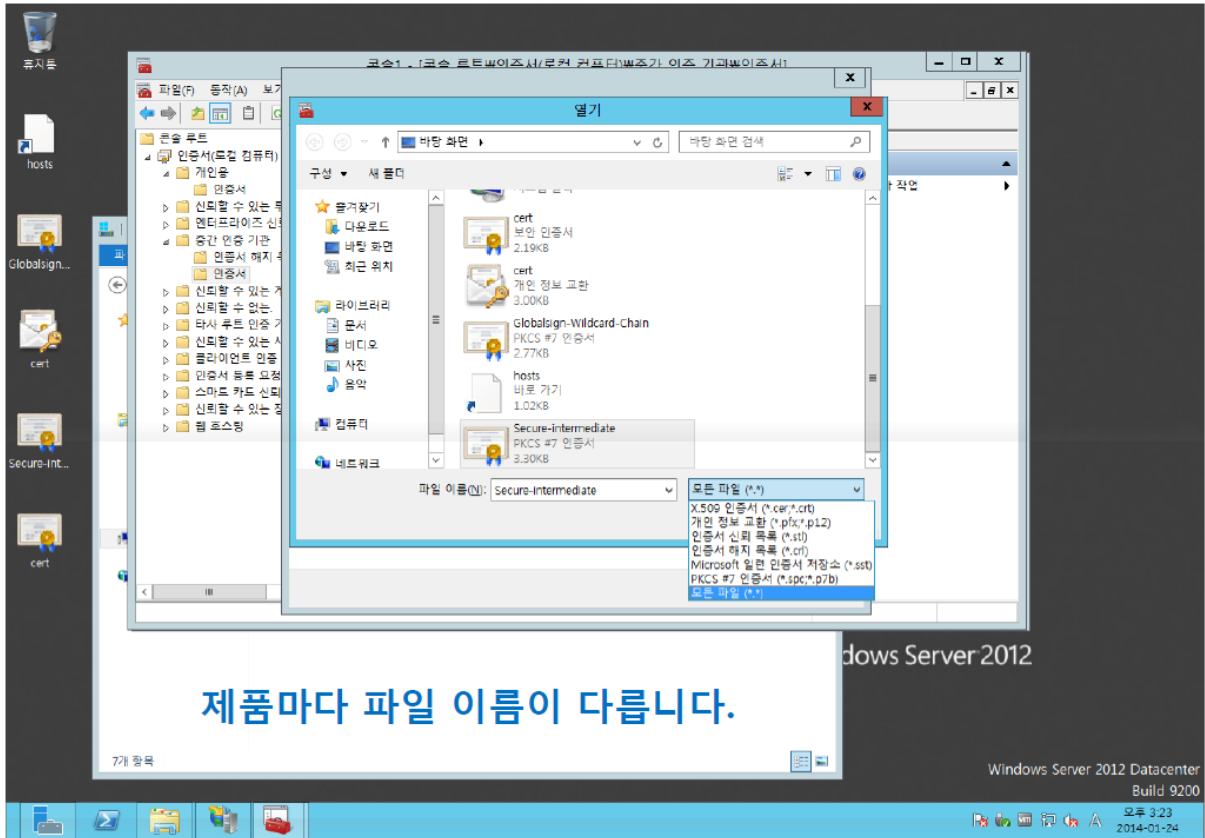 휴지통
hosts
Globalsign...
cert
Secure-Int...
cert
콘솔1 - [콘솔 루트￦인증서(로컬 컴퓨터)￦중간 인증 기관￦인증서]
파일(F) 동작(A) 보기
콘솔 루트
인증서(로컬 컴퓨터)
개인용
인증서
신뢰할 수 있는 루
엔터프라이즈 신뢰
중간 인증 기관
인증서 해지 목
인증서
신뢰할 수 있는 게
신뢰할 수 없는.
타사 루트 인증 기
신뢰할 수 있는 사
클라이언트 인증
인증서 등록 요청
스마트 카드 신뢰
신뢰할 수 있는 장
웹 호스팅
작업
열기
바탕 화면
바탕 화면 검색
구성 새 폴더
즐겨찾기
다운로드
바탕 화면
최근 위치
라이브러리
문서
비디오
사진
음악
컴퓨터
네트워크
cert
보안 인증서
2.19KB
cert
개인 정보 교환
3.00KB
Globalsign-Wildcard-Chain
PKCS #7 인증서
2.77KB
hosts
바로 가기
1.02KB
Secure-intermediate
PKCS #7 인증서
3.30KB
파일 이름(N): Secure-intermediate
모든 파일 (*.*)
X.509 인증서 (*.cer;*.crt)
개인 정보 교환 (*.pfx;*.p12)
인증서 신뢰 목록 (*.stl)
인증서 해지 목록 (*.crl)
Microsoft 일련 인증서 저장소 (*.sst)
PKCS #7 인증서 (*.spc;*.p7b)
모든 파일 (*.*)
dows Server 2012
제품마다 파일 이름이 다릅니다.
7개 항목
Windows Server 2012 Datacenter
Build 9200
A
오후 3:23
2014-01-24